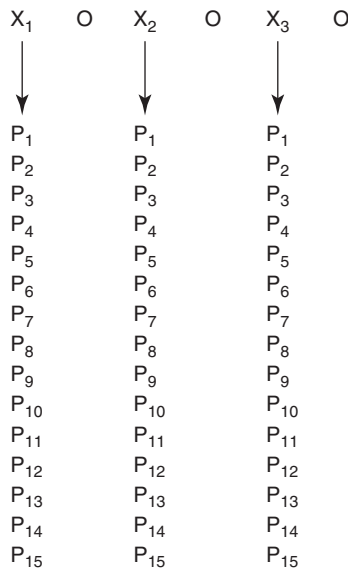 X₁ O X₂ O X₃ O
P₁ P₁ P₁
P₂ P₂ P₂
P₃ P₃ P₃
P₄ P₄ P₄
P₅ P₅ P₅
P₆ P₆ P₆
P₇ P₇ P₇
P₈ P₈ P₈
P₉ P₉ P₉
P₁₀ P₁₀ P₁₀
P₁₁ P₁₁ P₁₁
P₁₂ P₁₂ P₁₂
P₁₃ P₁₃ P₁₃
P₁₄ P₁₄ P₁₄
P₁₅ P₁₅ P₁₅